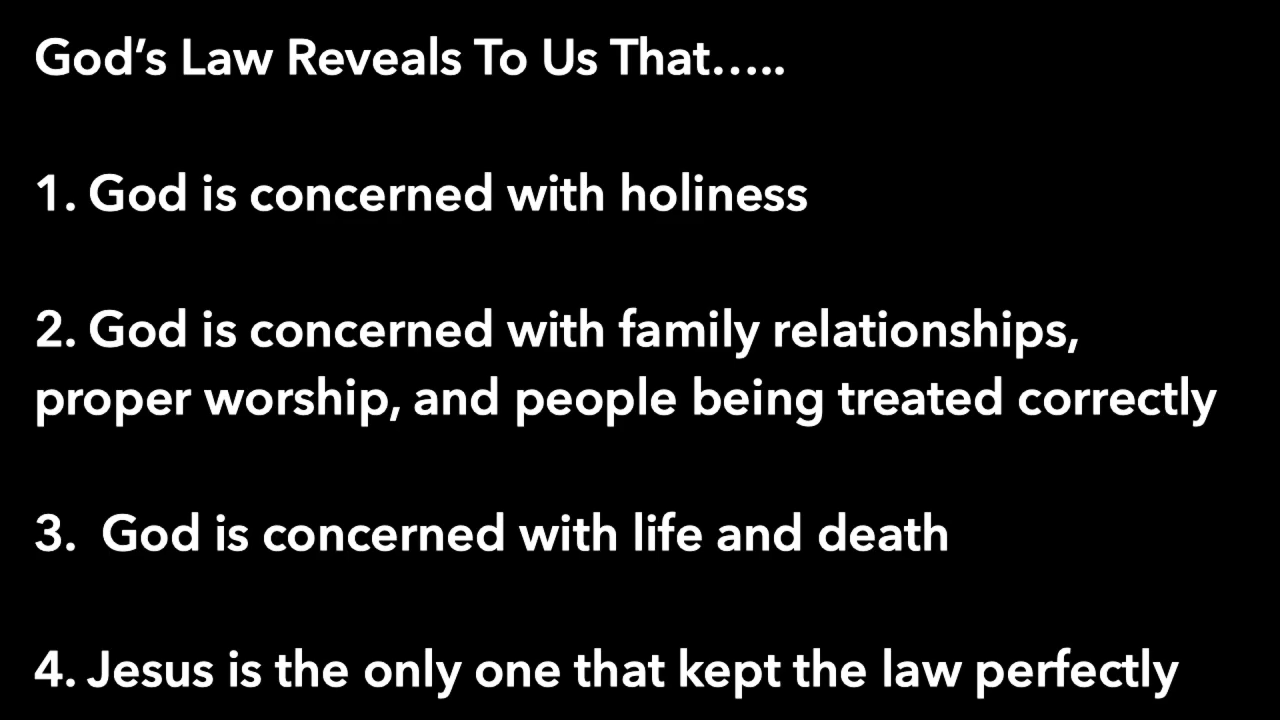 God’s Law Reveals To Us That…..
1. God is concerned with holiness
2. God is concerned with family relationships,
proper worship, and people being treated correctly
3.  God is concerned with life and death
4. Jesus is the only one that kept the law perfectly